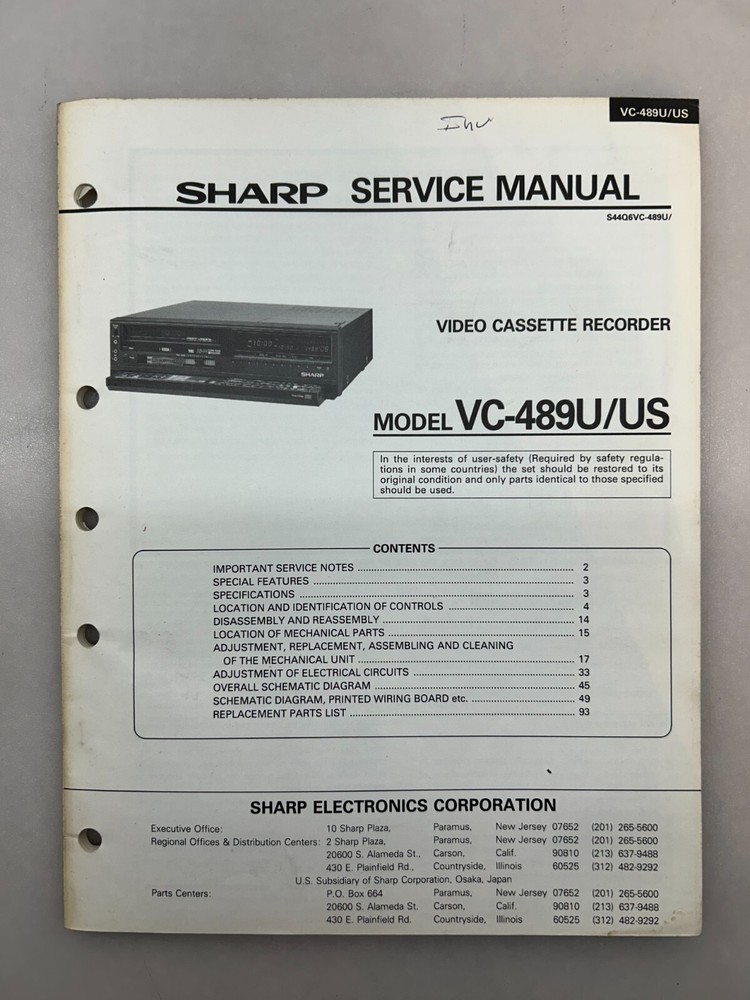 VC-489U/US
SHARP SERVICE MANUAL
S44Q6VC-489U/
VIDEO CASSETTE RECORDER
SHARP
MODEL VC-489U/US
In the interests of user-safety (Required by safety regula-
tions in some countries) the set should be restored to its
original condition and only parts identical to those specified
should be used.
CONTENTS
IMPORTANT SERVICE NOTES ........ 2
SPECIAL FEATURES ........ 3
SPECIFICATIONS ........ 3
LOCATION AND IDENTIFICATION OF CONTROLS ........ 4
DISASSEMBLY AND REASSEMBLY ........ 14
LOCATION OF MECHANICAL PARTS ........ 15
ADJUSTMENT, REPLACEMENT, ASSEMBLING AND CLEANING
OF THE MECHANICAL UNIT ........ 17
ADJUSTMENT OF ELECTRICAL CIRCUITS ........ 33
OVERALL SCHEMATIC DIAGRAM ........ 45
SCHEMATIC DIAGRAM, PRINTED WIRING BOARD etc. ........ 49
REPLACEMENT PARTS LIST ........ 93
SHARP ELECTRONICS CORPORATION
Executive Office: 10 Sharp Plaza, Paramus, New Jersey 07652 (201) 265-5600
Regional Offices & Distribution Centers: 2 Sharp Plaza, Paramus, New Jersey 07652 (201) 265-5600
20600 S. Alameda St., Carson, Calif. 90810 (213) 637-9488
430 E. Plainfield Rd., Countryside, Illinois 60525 (312) 482-9292
U.S. Subsidiary of Sharp Corporation, Osaka, Japan
Parts Centers: P.O. Box 664 Paramus, New Jersey 07652 (201) 265-5600
20600 S. Alameda St. Carson, Calif. 90810 (213) 637-9488
430 E. Plainfield Rd. Countryside, Illinois 60525 (312) 482-9292